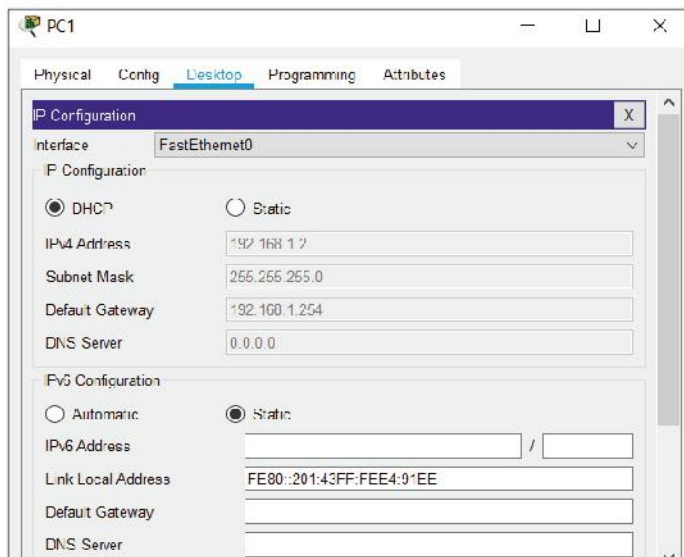 PC1
Physical Config Desktop Programming Attributes
IP Configuration X
Interface FastEthernet0
IP Configuration
DHCP Static
IPv4 Address 192.168.1.2
Subnet Mask 255.255.255.0
Default Gateway 192.168.1.254
DNS Server 0.0.0.0
IPv6 Configuration
Automatic Static
IPv6 Address /
Link Local Address FE80::201:43FF:FEE4:91EE
Default Gateway
DNS Server